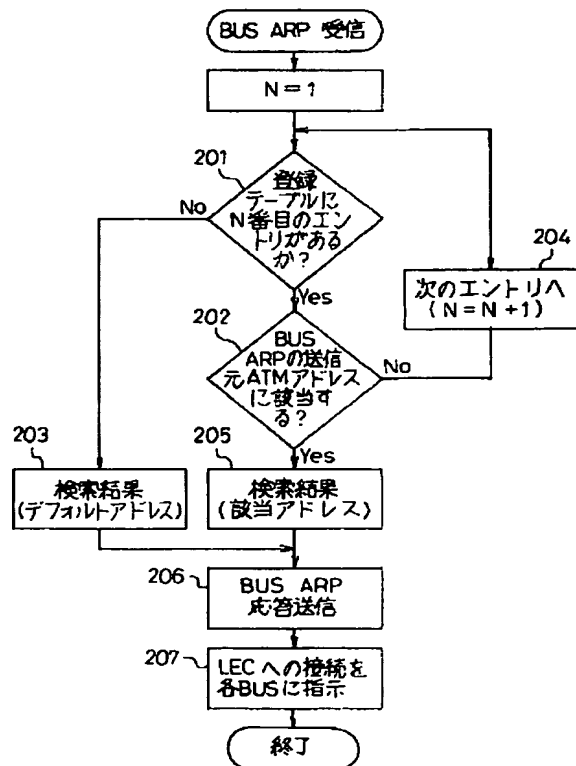 BUS ARP 受信
N=1
201
登録
テーブルに
N番目のエン
トリがある
か?
No
Yes
204
次のエントリへ
(N=N+1)
202
BUS
ARPの送信
元ATMアドレス
に該当す
る?
No
Yes
203
検索結果
(デフォルトアドレス)
205
検索結果
(該当アドレス)
206
BUS ARP
応答送信
207
LECへの接続を
各BUSに指示
終了